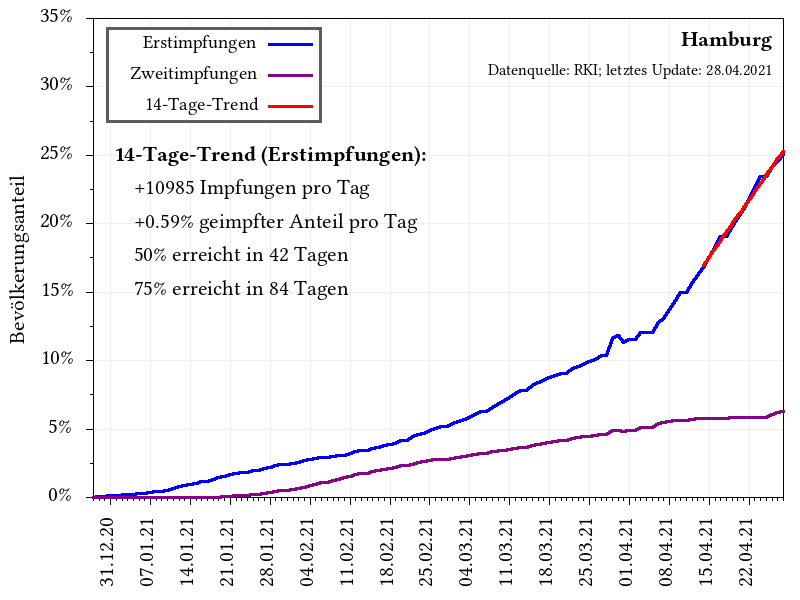 35%
30%
25%
20%
15%
10%
5%
0%
Bevölkerungsanteil
Erstimpfungen
Zweitimpfungen
14-Tage-Trend
Hamburg
Datenquelle: RKI; letztes Update: 28.04.2021
14-Tage-Trend (Erstimpfungen):
+10985 Impfungen pro Tag
+0.59% geimpfter Anteil pro Tag
50% erreicht in 42 Tagen
75% erreicht in 84 Tagen
31.12.20
07.01.21
14.01.21
21.01.21
28.01.21
04.02.21
11.02.21
18.02.21
25.02.21
04.03.21
11.03.21
18.03.21
25.03.21
01.04.21
08.04.21
15.04.21
22.04.21